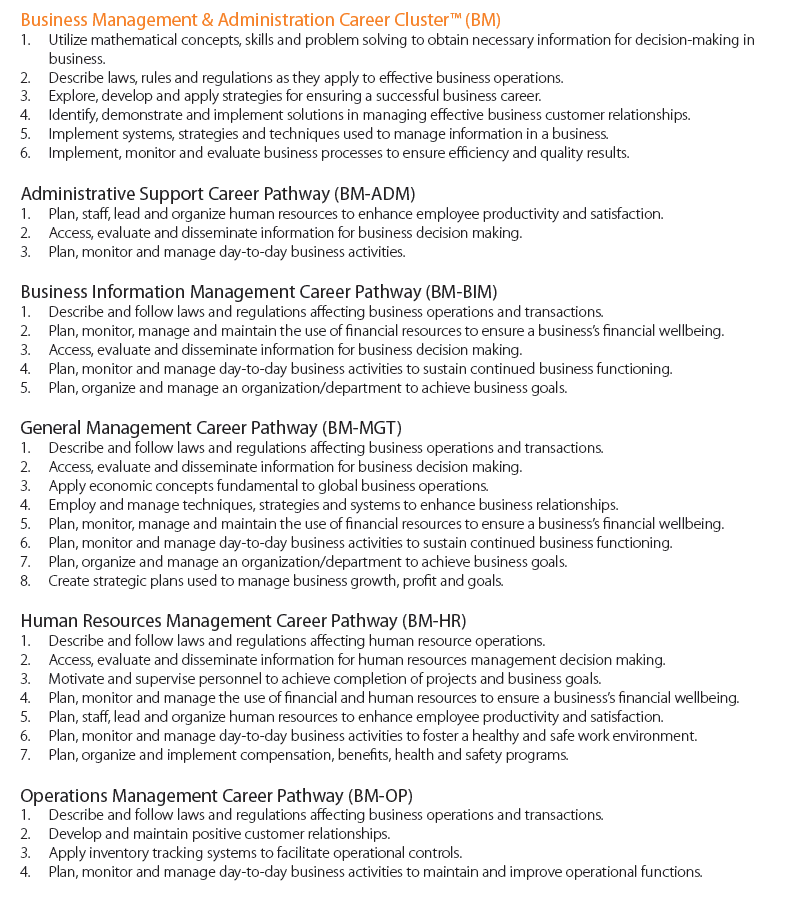 Business Management & Administration Career Cluster™ (BM)
1. Utilize mathematical concepts, skills and problem solving to obtain necessary information for decision-making in
business.
2. Describe laws, rules and regulations as they apply to effective business operations.
3. Explore, develop and apply strategies for ensuring a successful business career.
4. Identify, demonstrate and implement solutions in managing effective business customer relationships.
5. Implement systems, strategies and techniques used to manage information in a business.
6. Implement, monitor and evaluate business processes to ensure efficiency and quality results.
Administrative Support Career Pathway (BM-ADM)
1. Plan, staff, lead and organize human resources to enhance employee productivity and satisfaction.
2. Access, evaluate and disseminate information for business decision making.
3. Plan, monitor and manage day-to-day business activities.
Business Information Management Career Pathway (BM-BIM)
1. Describe and follow laws and regulations affecting business operations and transactions.
2. Plan, monitor, manage and maintain the use of financial resources to ensure a business's financial wellbeing.
3. Access, evaluate and disseminate information for business decision making.
4. Plan, monitor and manage day-to-day business activities to sustain continued business functioning.
5. Plan, organize and manage an organization/department to achieve business goals.
General Management Career Pathway (BM-MGT)
1. Describe and follow laws and regulations affecting business operations and transactions.
2. Access, evaluate and disseminate information for business decision making.
3. Apply economic concepts fundamental to global business operations.
4. Employ and manage techniques, strategies and systems to enhance business relationships.
5. Plan, monitor, manage and maintain the use of financial resources to ensure a business's financial wellbeing.
6. Plan, monitor and manage day-to-day business activities to sustain continued business functioning.
7. Plan, organize and manage an organization/department to achieve business goals.
8. Create strategic plans used to manage business growth, profit and goals.
Human Resources Management Career Pathway (BM-HR)
1. Describe and follow laws and regulations affecting human resource operations.
2. Access, evaluate and disseminate information for human resources management decision making.
3. Motivate and supervise personnel to achieve completion of projects and business goals.
4. Plan, monitor and manage the use of financial and human resources to ensure a business's financial wellbeing.
5. Plan, staff, lead and organize human resources to enhance employee productivity and satisfaction.
6. Plan, monitor and manage day-to-day business activities to foster a healthy and safe work environment.
7. Plan, organize and implement compensation, benefits, health and safety programs.
Operations Management Career Pathway (BM-OP)
1. Describe and follow laws and regulations affecting business operations and transactions.
2. Develop and maintain positive customer relationships.
3. Apply inventory tracking systems to facilitate operational controls.
4. Plan, monitor and manage day-to-day business activities to maintain and improve operational functions.